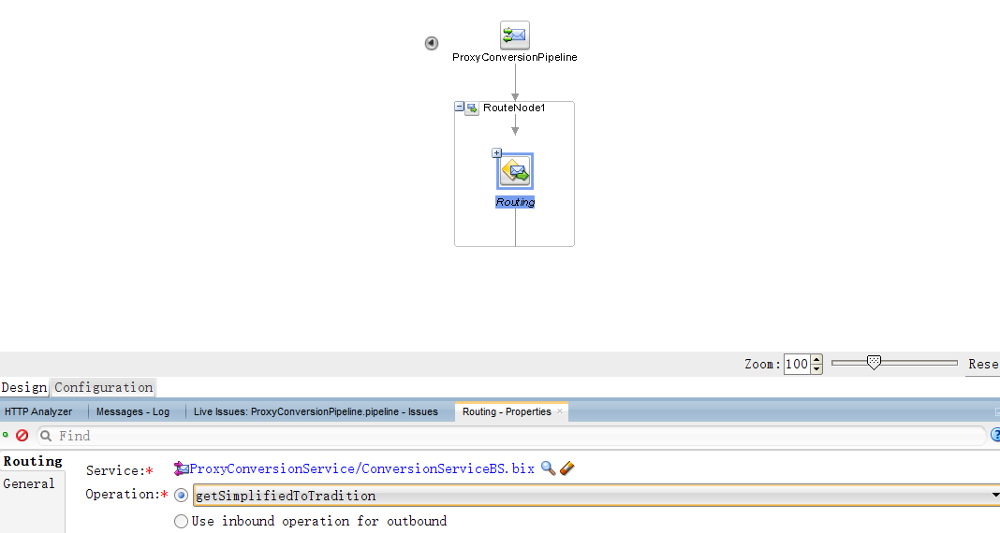 ProxyConversionPipeline
RouteNode1
Routing
Zoom: 100 Rese
Design Configuration
HTTP Analyzer Messages - Log Live Issues: ProxyConversionPipeline.pipeline - Issues Routing - Properties
Find
Routing
General
Service:* ProxyConversionService/ConversionServiceBS.bix
Operation:* getSimplifiedToTradition
Use inbound operation for outbound